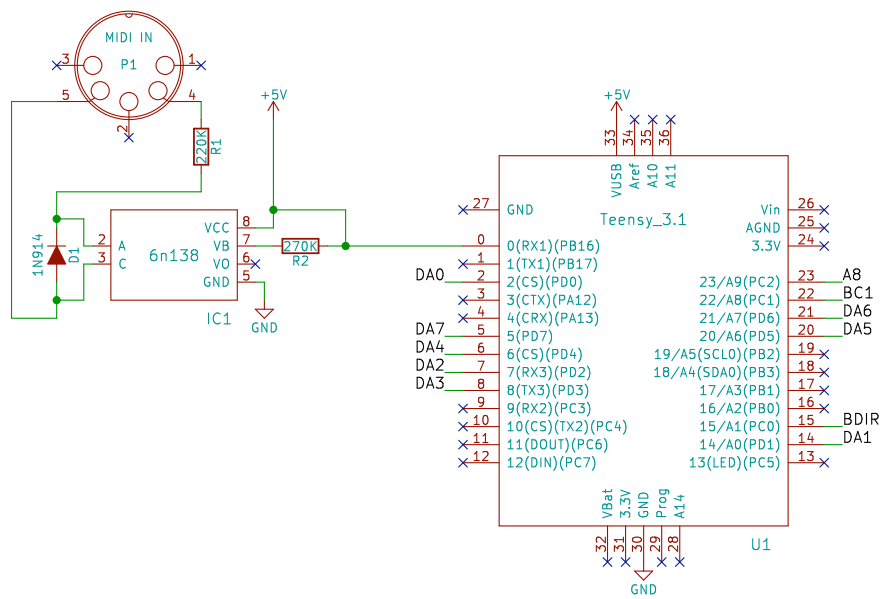 MIDI IN
P1
3
1
5
4
2
220K
R1
+5V
1N914
D1
2
A
3
C
6n138
VCC
8
VB
7
VO
6
GND
5
IC1
270K
R2
GND
+5V
33
34
35
36
VUSB
Aref
A10
A11
Teensy_3.1
27
GND
0
0(RX1)(PB16)
1
1(TX1)(PB17)
DA0
2
2(CS)(PD0)
3
3(CTX)(PA12)
4
4(CRX)(PA13)
DA7
5
5(PD7)
DA4
6
6(CS)(PD4)
DA2
7
7(RX3)(PD2)
DA3
8
8(TX3)(PD3)
9
9(RX2)(PC3)
10
10(CS)(TX2)(PC4)
11
11(DOUT)(PC6)
12
12(DIN)(PC7)
Vin
26
AGND
25
3.3V
24
23/A9(PC2)
23
A8
22/A8(PC1)
22
BC1
21/A7(PD6)
21
DA6
20/A6(PD5)
20
DA5
19/A5(SCL0)(PB2)
19
18/A4(SDA0)(PB3)
18
17/A3(PB1)
17
16/A2(PB0)
16
15/A1(PC0)
15
BDIR
14/A0(PD1)
14
DA1
13(LED)(PC5)
13
VBat
3.3V
GND
Prog
A14
32
31
30
29
28
U1
GND